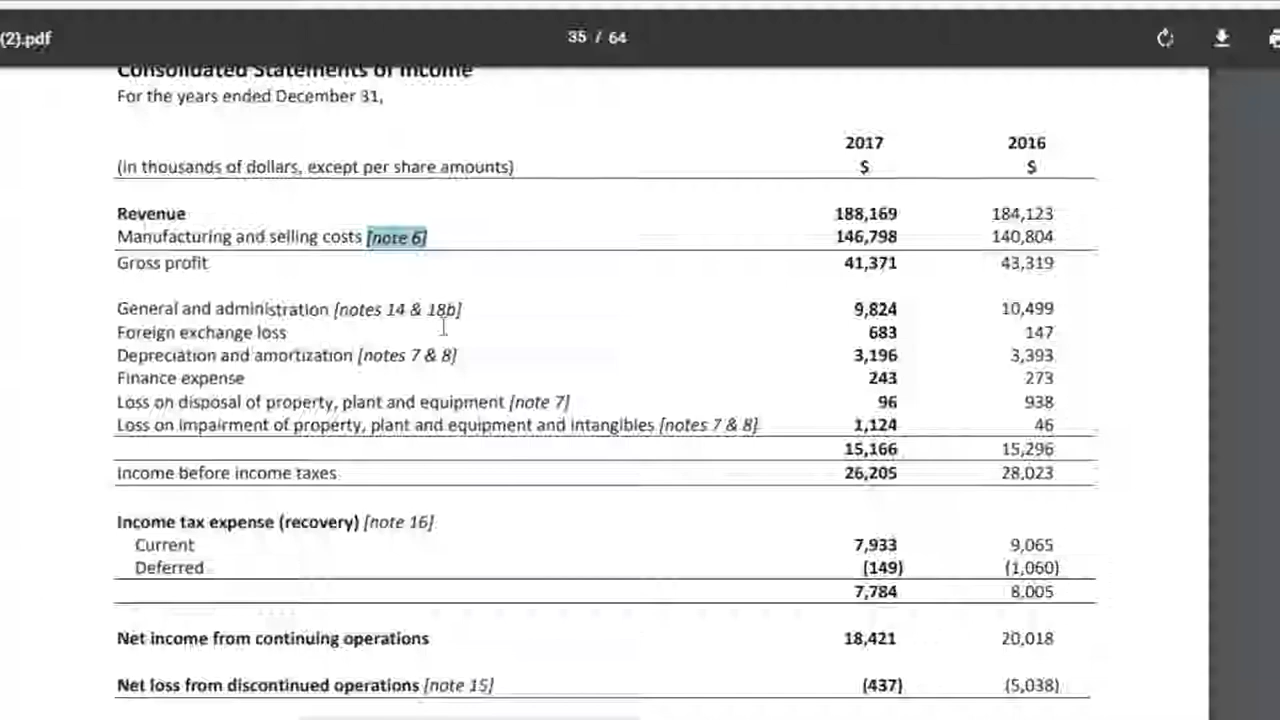 (2).pdf 35 / 64
Consolidated Statements of Income
For the years ended December 31,
2017 2016
(in thousands of dollars, except per share amounts) $ $
Revenue 188,169 184,123
Manufacturing and selling costs [note 6] 146,798 140,804
Gross profit 41,371 43,319
General and administration [notes 14 & 18b] 9,824 10,499
Foreign exchange loss 683 147
Depreciation and amortization [notes 7 & 8] 3,196 3,393
Finance expense 243 273
Loss on disposal of property, plant and equipment [note 7] 96 938
Loss on impairment of property, plant and equipment and intangibles [notes 7 & 8] 1,124 46
15,166 15,296
Income before income taxes 26,205 28,023
Income tax expense (recovery) [note 16]
Current 7,933 9,065
Deferred (149) (1,060)
7,784 8,005
Net income from continuing operations 18,421 20,018
Net loss from discontinued operations [note 15] (437) (5,038)